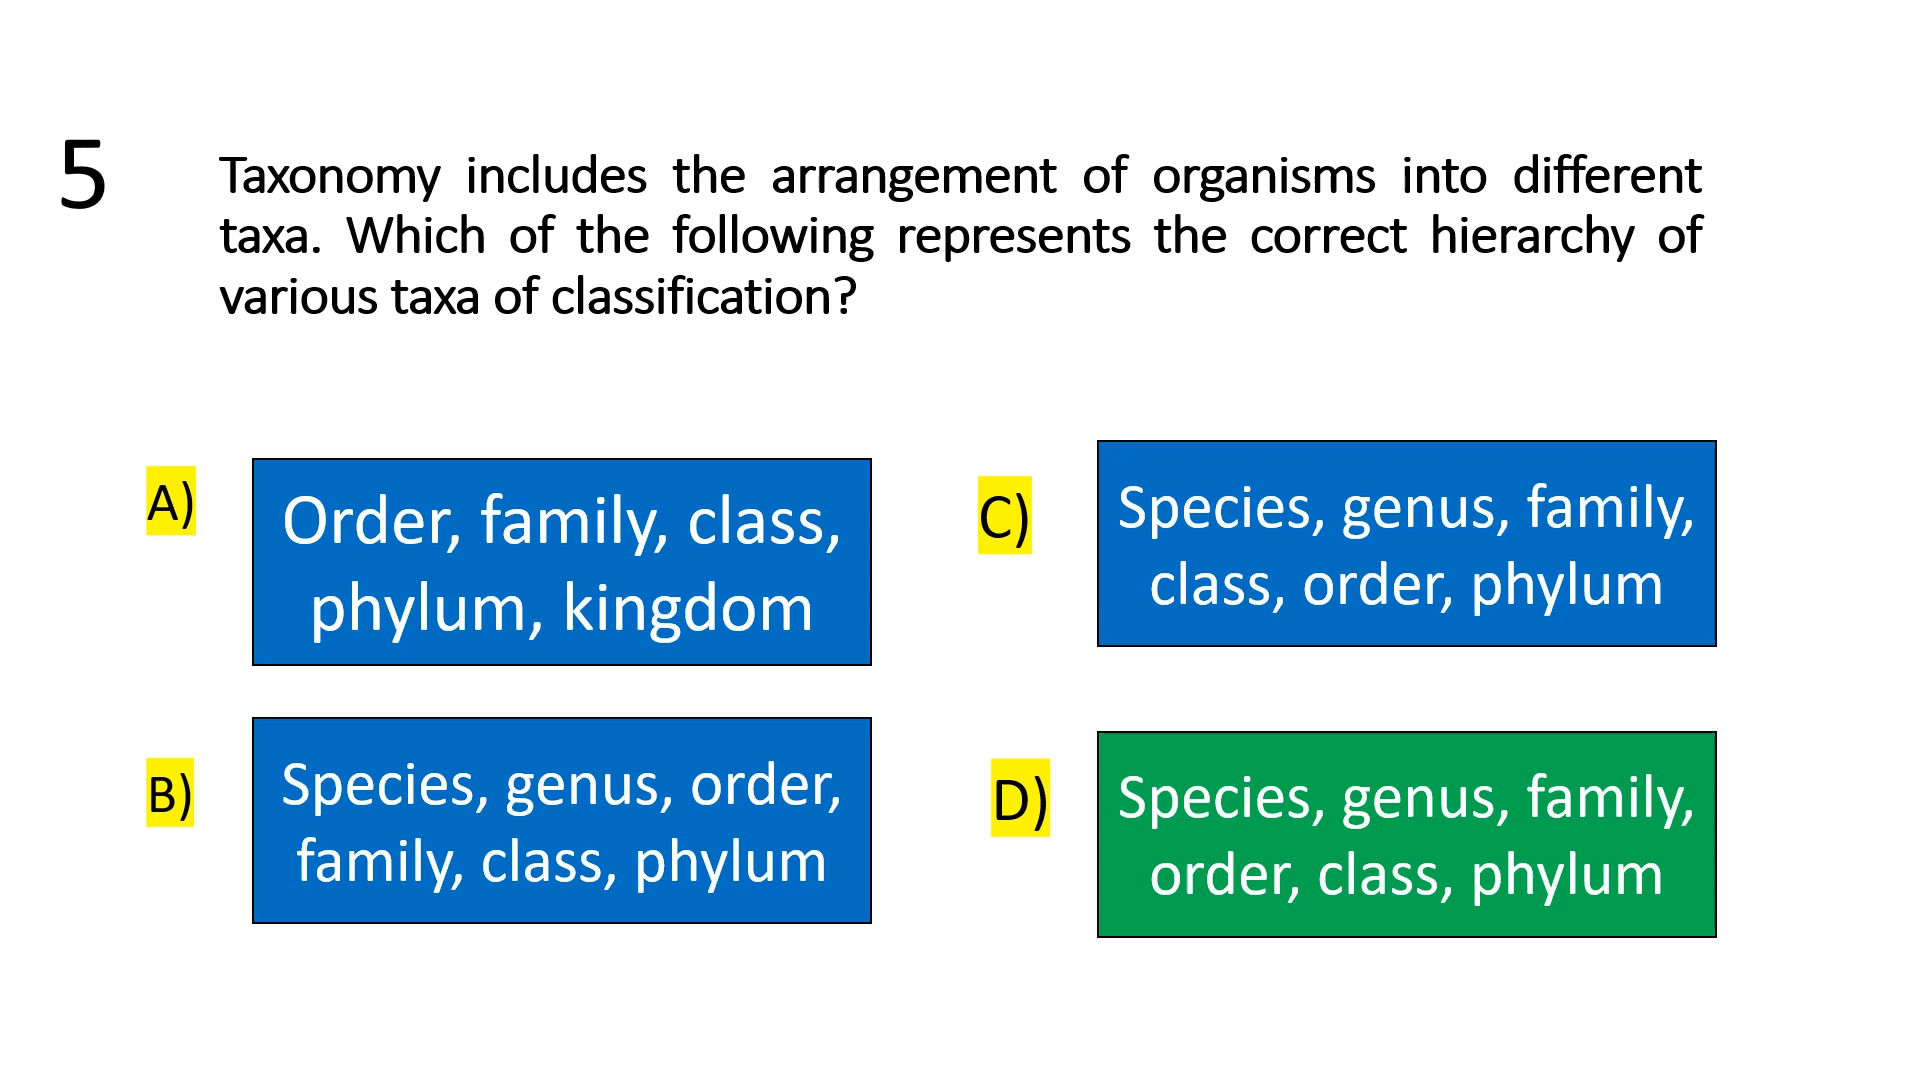 5
Taxonomy includes the arrangement of organisms into different
taxa. Which of the following represents the correct hierarchy of
various taxa of classification?
A)
Order, family, class,
phylum, kingdom
B)
Species, genus, order,
family, class, phylum
C)
Species, genus, family,
class, order, phylum
D)
Species, genus, family,
order, class, phylum